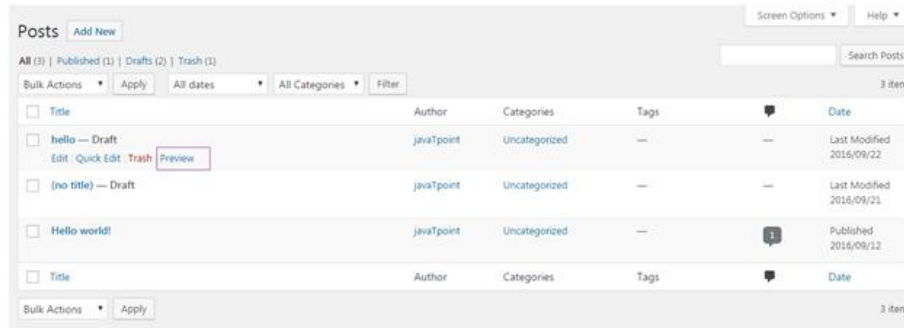 Screen Options ▼ Help ▼
Posts Add New
All (3) | Published (1) | Drafts (2) | Trash (1)
Search Posts
Bulk Actions ▼ Apply All dates ▼ All Categories ▼ Filter
3 item
Title Author Categories Tags Date
hello — Draft javaTpoint Uncategorized — — Last Modified
Edit | Quick Edit | Trash | Preview 2016/09/22
(no title) — Draft javaTpoint Uncategorized — — Last Modified
2016/09/21
Hello world! javaTpoint Uncategorized — 1 Published
2016/09/12
Title Author Categories Tags Date
Bulk Actions ▼ Apply 3 item